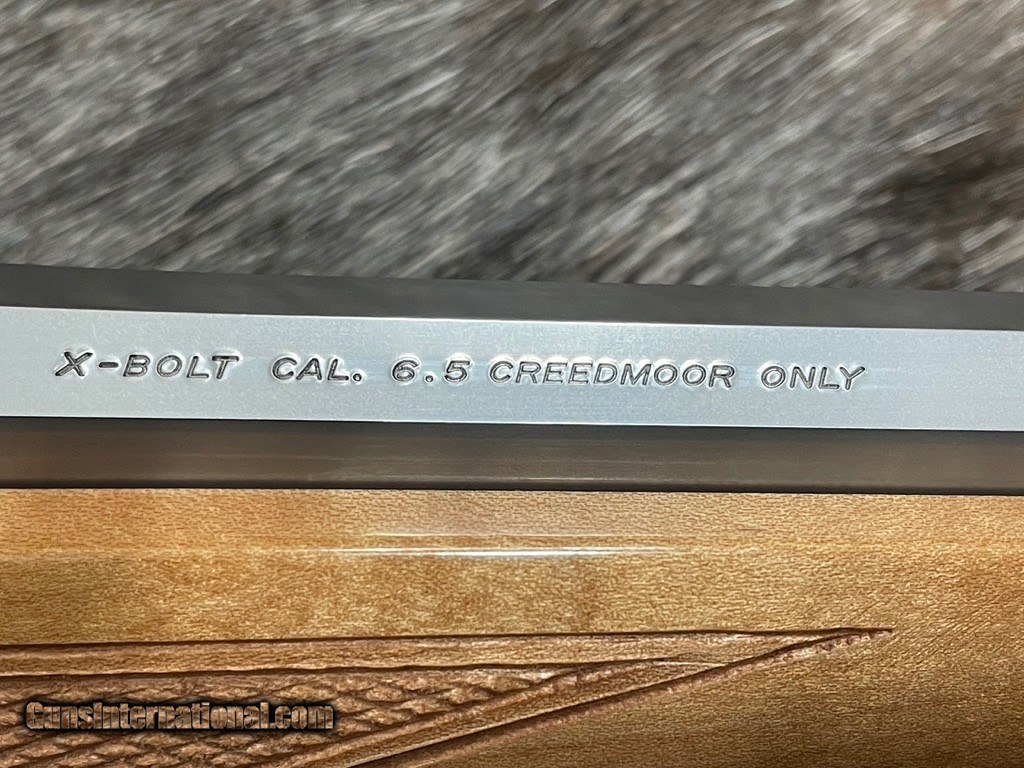 X-BOLT CAL. 6.5 CREEDMOOR ONLY
GunsInternational.com